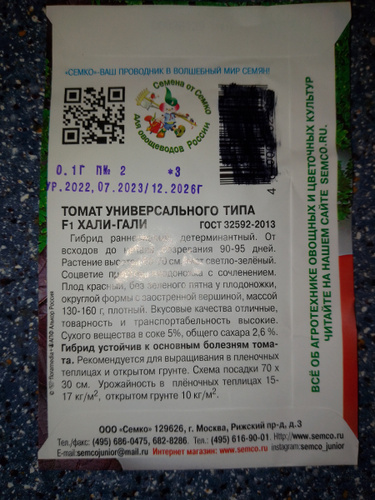 «СЕМКО»-ВАШ ПРОВОДНИК В ВОЛШЕБНЫЙ МИР СЕМЯН!
Семена от Семко
для овощеводов России
0.1Г П№ 2 *3
УР.2022,07.2023/12.2026Г
4
ТОМАТ УНИВЕРСАЛЬНОГО ТИПА
F1 ХАЛИ-ГАЛИ ГОСТ 32592-2013
Гибрид детерминантный. От
всходов до 90-95 дней.
Растение 70 см. светло-зелёный.
Соцветие с сочленением.
Плод красный, без зеленого пятна у плодоножки,
округлой формы с заостренной вершиной, массой
130-160 г, плотный. Вкусовые качества отличные,
товарность и транспортабельность высокие.
Сухого вещества в соке 5%, общего сахара 2,6 %.
Гибрид устойчив к основным болезням тома-
та. Рекомендуется для выращивания в пленочных
теплицах и открытом грунте. Схема посадки 70 х
30 см. Урожайность в плёночных теплицах 15-
17 кг/м², открытом грунте 10 кг/м².
ООО «Семко» 129626, г. Москва, Рижский пр-д, д.3
Тел./факс: (495) 686-0475, 682-8286. Тел.: (495) 616-90-01. Http://www.semco.ru
E-mail:semcojunior@mail.ru Интернет магазин: www.semco.ru instagram:semco_junior
ВСЁ ОБ АГРОТЕХНИКЕ ОВОЩНЫХ И ЦВЕТОЧНЫХ КУЛЬТУР
ЧИТАЙТЕ НА НАШЕМ САЙТЕ SEMCO.RU.